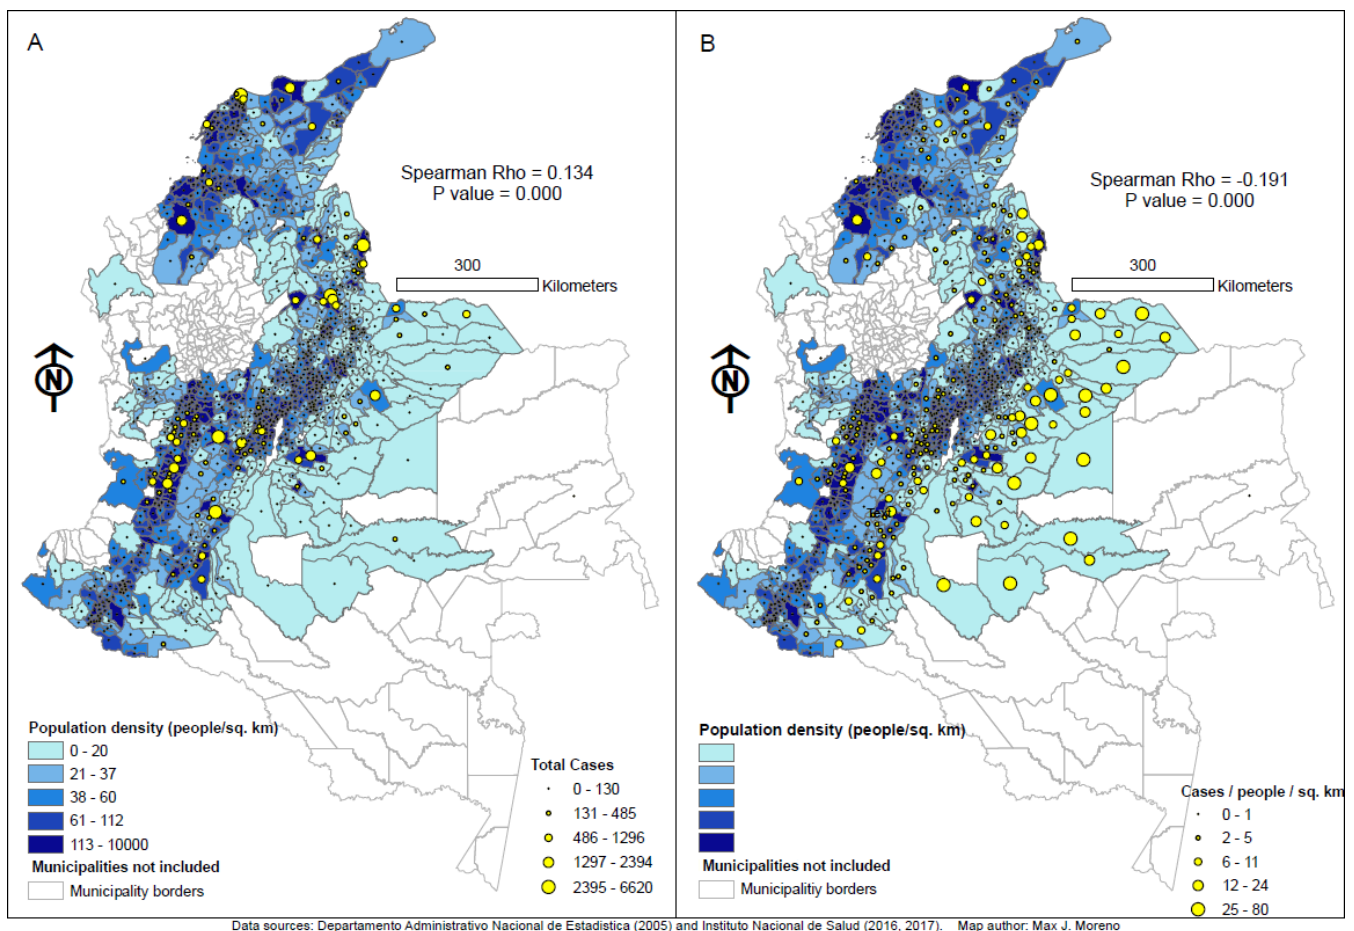 A
Spearman Rho = 0.134
P value = 0.000
300
Kilometers
N
Population density (people/sq. km)
0 - 20
21 - 37
38 - 60
61 - 112
113 - 10000
Municipalities not included
Municipality borders
Total Cases
0 - 130
131 - 485
486 - 1296
1297 - 2394
2395 - 6620
B
Spearman Rho = -0.191
P value = 0.000
300
Kilometers
N
Population density (people/sq. km)
Municipalities not included
Municipalitiy borders
Cases / people / sq. km
0 - 1
2 - 5
6 - 11
12 - 24
25 - 80
Data sources: Departamento Administrativo Nacional de Estadistica (2005) and Instituto Nacional de Salud (2016, 2017). Map author: Max J. Moreno